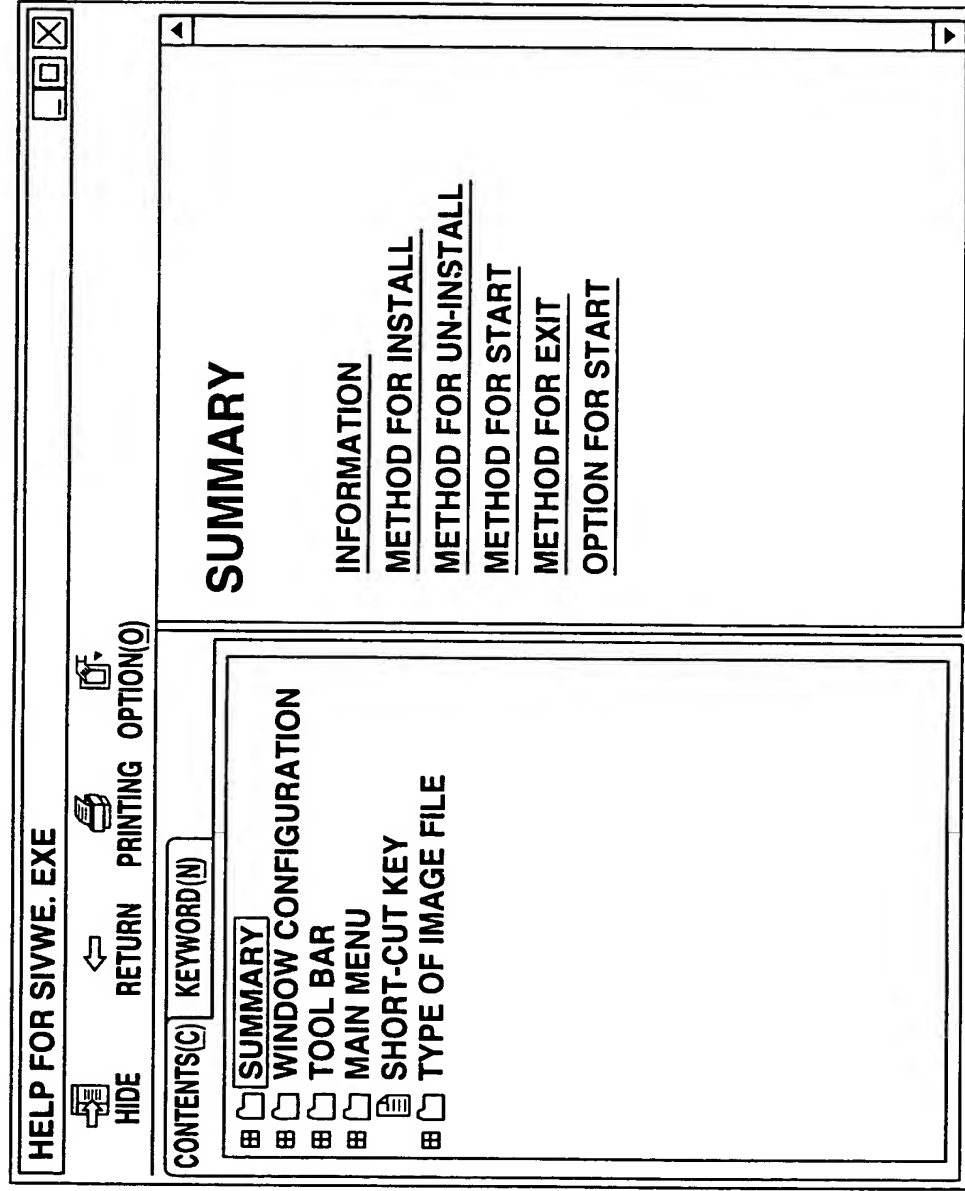 HELP FOR SIVWE. EXE
HIDE RETURN PRINTING OPTION(O)
CONTENTS(C) KEYWORD(N)
SUMMARY
WINDOW CONFIGURATION
TOOL BAR
MAIN MENU
SHORT-CUT KEY
TYPE OF IMAGE FILE
SUMMARY
INFORMATION
METHOD FOR INSTALL
METHOD FOR UN-INSTALL
METHOD FOR START
METHOD FOR EXIT
OPTION FOR START